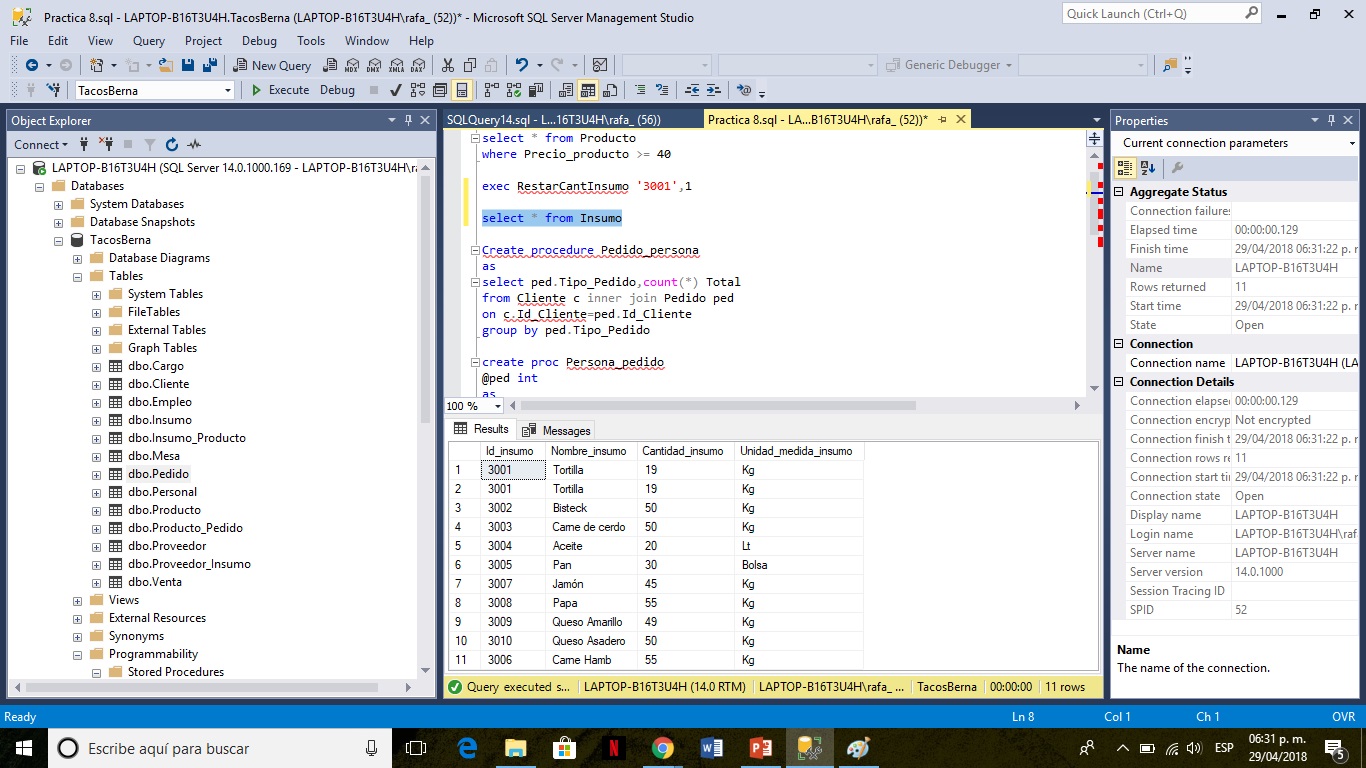 Practica 8.sql - LAPTOP-B16T3U4H.TacosBerna (LAPTOP-B16T3U4H\rafa_ (52))* - Microsoft SQL Server Management Studio
Quick Launch (Ctrl+Q)
File Edit View Query Project Debug Tools Window Help
New Query MDX DMX XMLA DAX Generic Debugger
TacosBerna Execute Debug
Object Explorer
Connect
LAPTOP-B16T3U4H (SQL Server 14.0.1000.169 - LAPTOP-B16T3U4H\ra
Databases
System Databases
Database Snapshots
TacosBerna
Database Diagrams
Tables
System Tables
FileTables
External Tables
Graph Tables
dbo.Cargo
dbo.Cliente
dbo.Empleo
dbo.Insumo
dbo.Insumo_Producto
dbo.Mesa
dbo.Pedido
dbo.Personal
dbo.Producto
dbo.Producto_Pedido
dbo.Proveedor
dbo.Proveedor_Insumo
dbo.Venta
Views
External Resources
Synonyms
Programmability
Stored Procedures
SQLQuery14.sql - L...16T3U4H\rafa_ (56)) Practica 8.sql - LA...B16T3U4H\rafa_ (52))*
select * from Producto
where Precio_producto >= 40
exec RestarCantInsumo '3001',1
select * from Insumo
Create procedure Pedido_persona
as
select ped.Tipo_Pedido,count(*) Total
from Cliente c inner join Pedido ped
on c.Id_Cliente=ped.Id_Cliente
group by ped.Tipo_Pedido
create proc Persona_pedido
@ped int
as
100 %
Results Messages
Id_insumo Nombre_insumo Cantidad_insumo Unidad_medida_insumo
1 3001 Tortilla 19 Kg
2 3001 Tortilla 19 Kg
3 3002 Bisteck 50 Kg
4 3003 Carne de cerdo 50 Kg
5 3004 Aceite 20 Lt
6 3005 Pan 30 Bolsa
7 3007 Jamón 45 Kg
8 3008 Papa 55 Kg
9 3009 Queso Amarillo 49 Kg
10 3010 Queso Asadero 50 Kg
11 3006 Carne Hamb 55 Kg
Query executed s... LAPTOP-B16T3U4H (14.0 RTM) LAPTOP-B16T3U4H\rafa_ ... TacosBerna 00:00:00 11 rows
Properties
Current connection parameters
Aggregate Status
Connection failures
Elapsed time 00:00:00.129
Finish time 29/04/2018 06:31:22 p. r
Name LAPTOP-B16T3U4H
Rows returned 11
Start time 29/04/2018 06:31:22 p. r
State Open
Connection
Connection name LAPTOP-B16T3U4H (LA
Connection Details
Connection elapse 00:00:00.129
Connection encryp Not encrypted
Connection finish t 29/04/2018 06:31:22 p. r
Connection rows re 11
Connection start ti 29/04/2018 06:31:22 p. r
Connection state Open
Display name LAPTOP-B16T3U4H
Login name LAPTOP-B16T3U4H\raf
Server name LAPTOP-B16T3U4H
Server version 14.0.1000
Session Tracing ID
SPID 52
Name
The name of the connection.
Ready Ln 8 Col 1 Ch 1 OVR
Escribe aquí para buscar
ESP
06:31 p. m.
29/04/2018
5